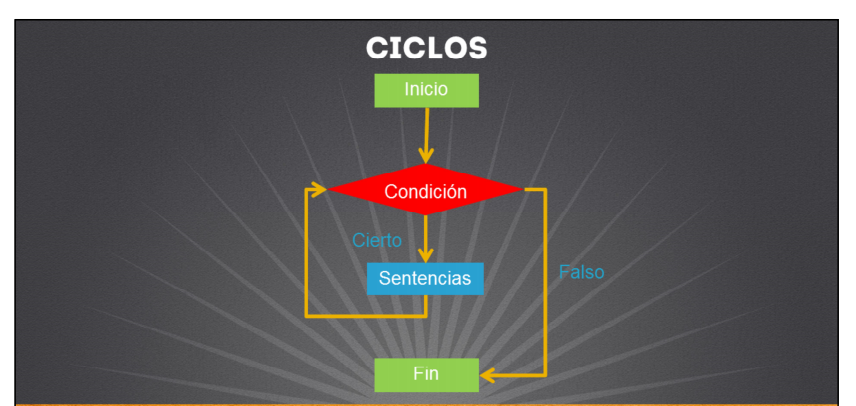 CICLOS
Inicio
Condición
Cierto
Sentencias
Falso
Fin